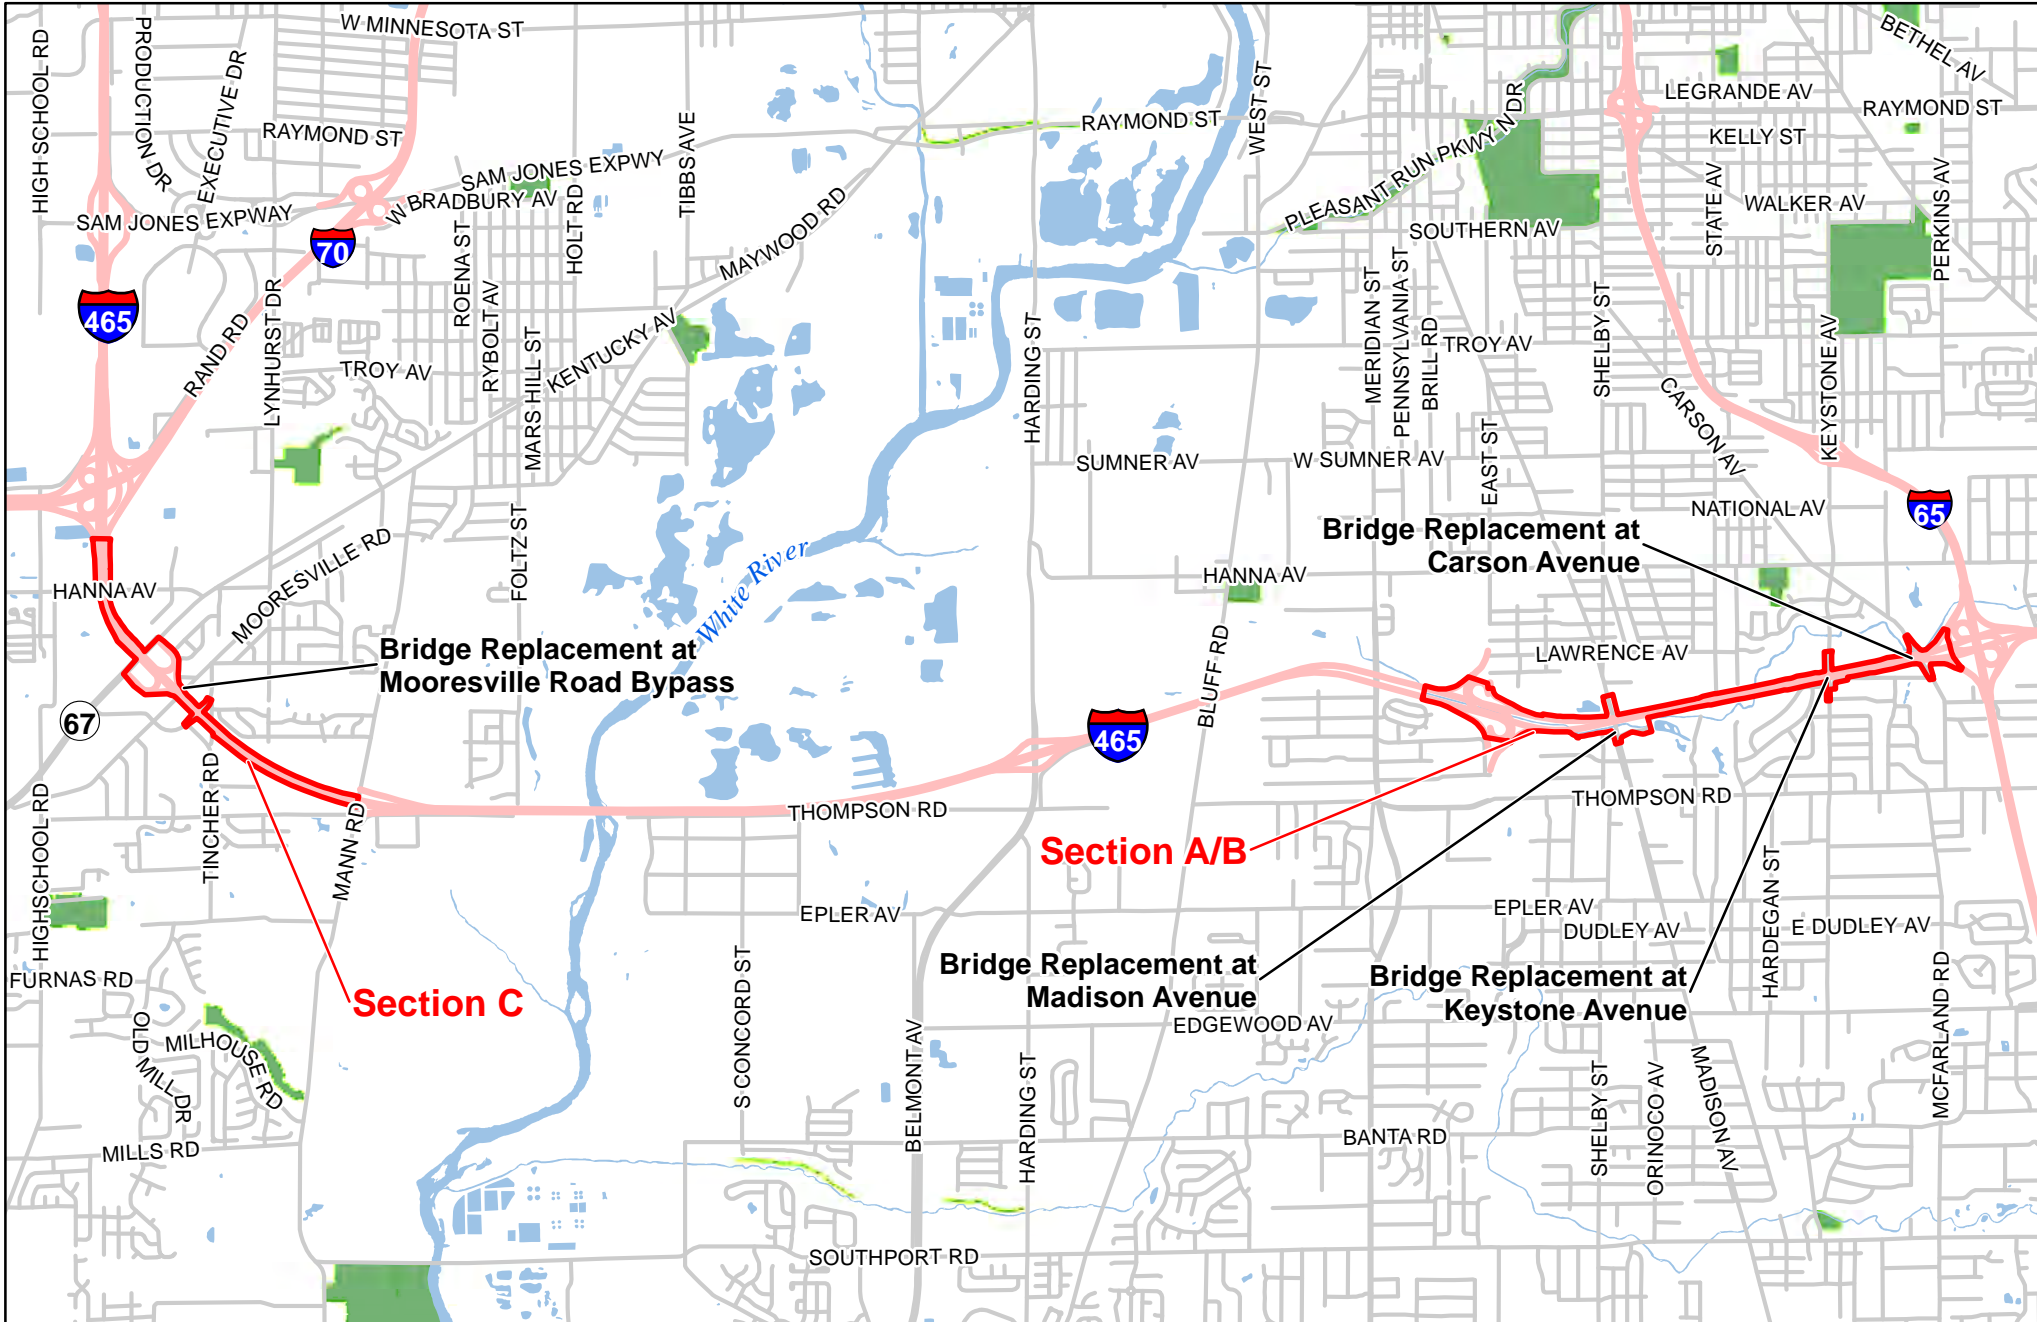 W MINNESOTA ST
BETHEL AV
HIGH SCHOOL RD
PRODUCTION DR
EXECUTIVE DR
RAYMOND ST
SAM JONES EXPWY
W BRADBURY AV
SAM JONES EXPWAY
TIBBS AVE
RAYMOND ST
WEST ST
PLEASANT RUN PKWY N DR
LEGRANDE AV
RAYMOND ST
KELLY ST
STATE AV
WALKER AV
PERKINS AV
SOUTHERN AV
70
465
ROENA ST
HOLT RD
MAYWOOD RD
RAND RD
LYNHURST DR
TROY AV
RYBOLT AV
MARS HILL ST
KENTUCKY AV
HARDING ST
MERIDIAN ST
PENNSYLVANIA ST
BRILL RD
TROY AV
SHELBY ST
CARSON AV
KEYSTONE AV
SUMNER AV
W SUMNER AV
EAST ST
NATIONAL AV
65
Bridge Replacement at
Carson Avenue
HANNA AV
MOORESVILLE RD
FOLTZ ST
White River
HANNA AV
BLUFF RD
LAWRENCE AV
Bridge Replacement at
Mooresville Road Bypass
67
465
HIGHSCHOOL RD
TINCHER RD
MANN RD
THOMPSON RD
THOMPSON RD
Section A/B
HARDEGAN ST
EPLER AV
EPLER AV
DUDLEY AV
E DUDLEY AV
FURNAS RD
Section C
S CONCORD ST
Bridge Replacement at
Madison Avenue
Bridge Replacement at
Keystone Avenue
EDGEWOOD AV
OLD MILL DR
MILHOUSE RD
BELMONT AV
HARDING ST
SHELBY ST
ORINOCO AV
MADISON AV
MCFARLAND RD
MILLS RD
BANTA RD
SOUTHPORT RD